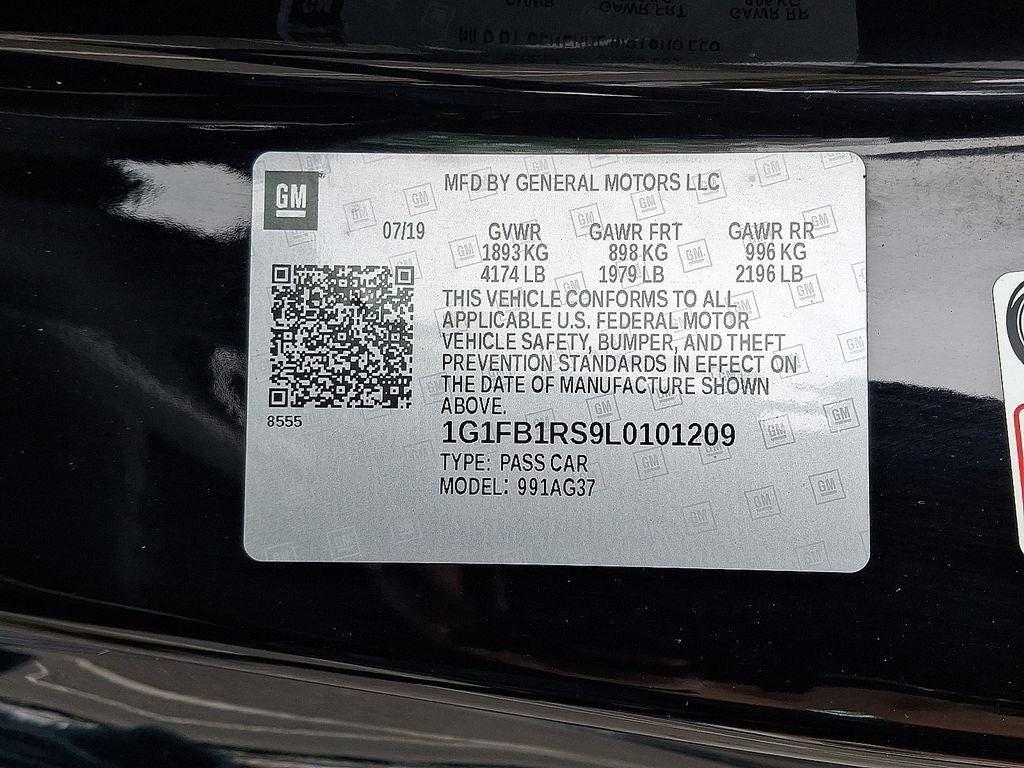 GM
MFD BY GENERAL MOTORS LLC
07/19 GVWR GAWR FRT GAWR RR
1893 KG 898 KG 996 KG
4174 LB 1979 LB 2196 LB
THIS VEHICLE CONFORMS TO ALL
APPLICABLE U.S. FEDERAL MOTOR
VEHICLE SAFETY, BUMPER, AND THEFT
PREVENTION STANDARDS IN EFFECT ON
THE DATE OF MANUFACTURE SHOWN
ABOVE.
8555
1G1FB1RS9L0101209
TYPE: PASS CAR
MODEL: 991AG37